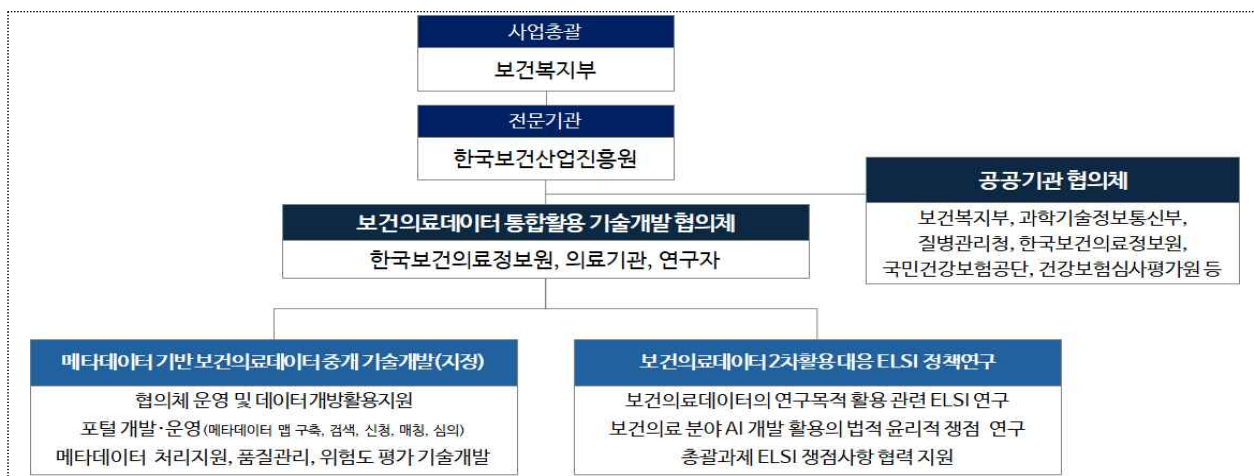 사업총괄
보건복지부
전문기관
한국보건산업진흥원
공공기관 협의체
보건복지부, 과학기술정보통신부,
질병관리청, 한국보건의료정보원,
국민건강보험공단, 건강보험심사평가원 등
보건의료데이터 통합활용 기술개발 협의체
한국보건의료정보원, 의료기관, 연구자
메타데이터 기반 보건의료데이터 중개 기술개발(지정)
협의체 운영 및 데이터개방활용지원
포털 개발·운영(메타데이터 맵 구축, 검색, 신청, 매칭, 심의)
메타데이터 처리지원, 품질관리, 위험도 평가 기술개발
보건의료데이터 2차활용 대응 ELSI 정책연구
보건의료데이터의 연구목적 활용 관련 ELSI 연구
보건의료 분야 AI 개발 활용의 법적 윤리적 쟁점 연구
총괄과제 ELSI 쟁점사항 협력 지원